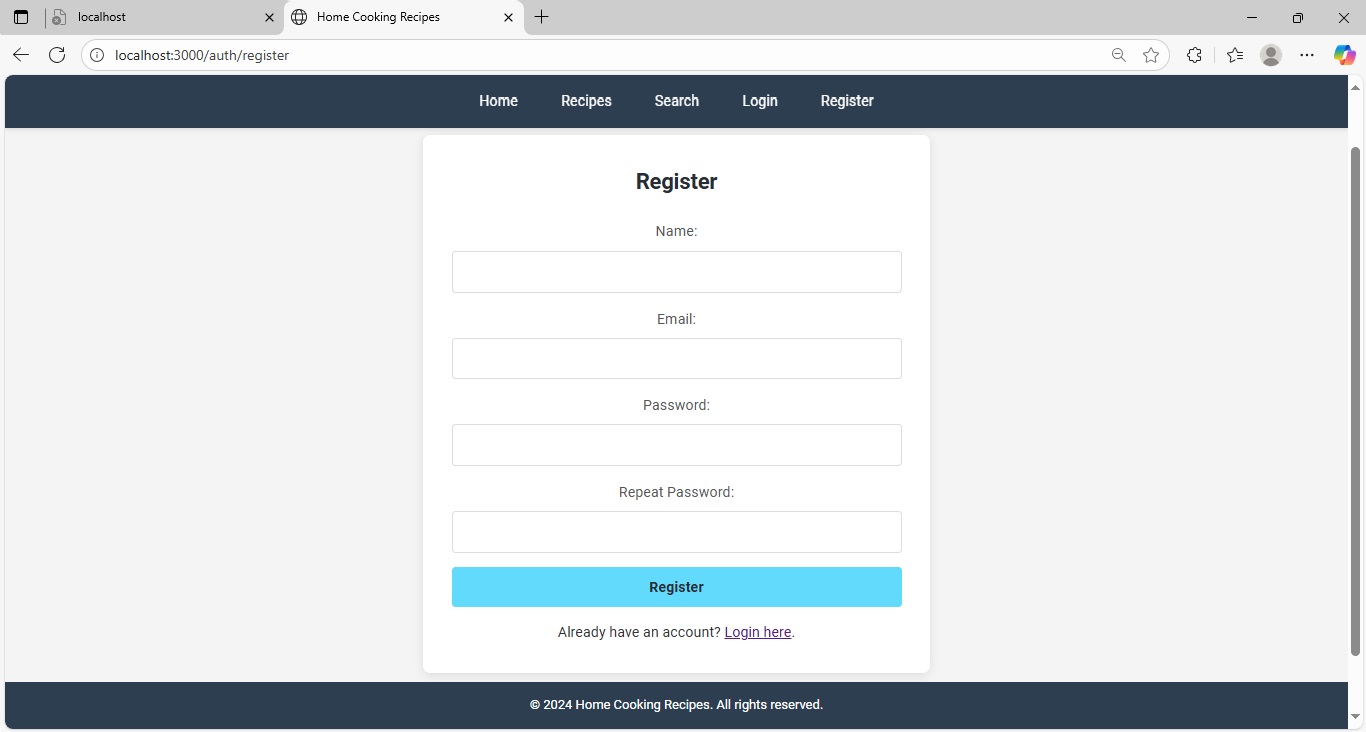 localhost
Home Cooking Recipes
localhost:3000/auth/register
Home Recipes Search Login Register
Register
Name:
Email:
Password:
Repeat Password:
Register
Already have an account? Login here.
© 2024 Home Cooking Recipes. All rights reserved.